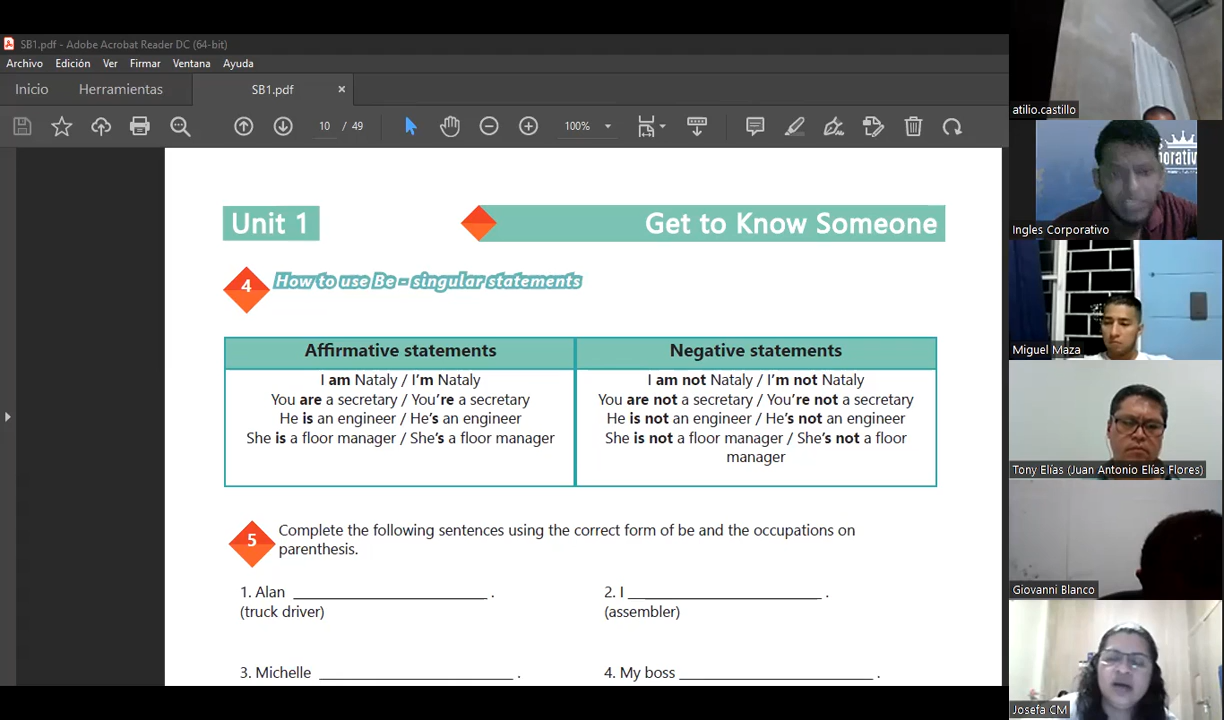 SB1.pdf - Adobe Acrobat Reader DC (64-bit)
Archivo Edición Ver Firmar Ventana Ayuda
Inicio Herramientas SB1.pdf ×
10 / 49 100%
Unit 1 Get to Know Someone
4 How to use Be - singular statements
Affirmative statements
I am Nataly / I'm Nataly
You are a secretary / You're a secretary
He is an engineer / He's an engineer
She is a floor manager / She's a floor manager
Negative statements
I am not Nataly / I'm not Nataly
You are not a secretary / You're not a secretary
He is not an engineer / He's not an engineer
She is not a floor manager / She's not a floor
manager
5 Complete the following sentences using the correct form of be and the occupations on
parenthesis.
1. Alan ______________________ .
(truck driver)
2. I ______________________ .
(assembler)
3. Michelle ______________________ .
4. My boss ______________________ .
atilio.castillo
orativo
Ingles Corporativo
Miguel Maza
Tony Elías (Juan Antonio Elías Flores)
Giovanni Blanco
Josefa CM